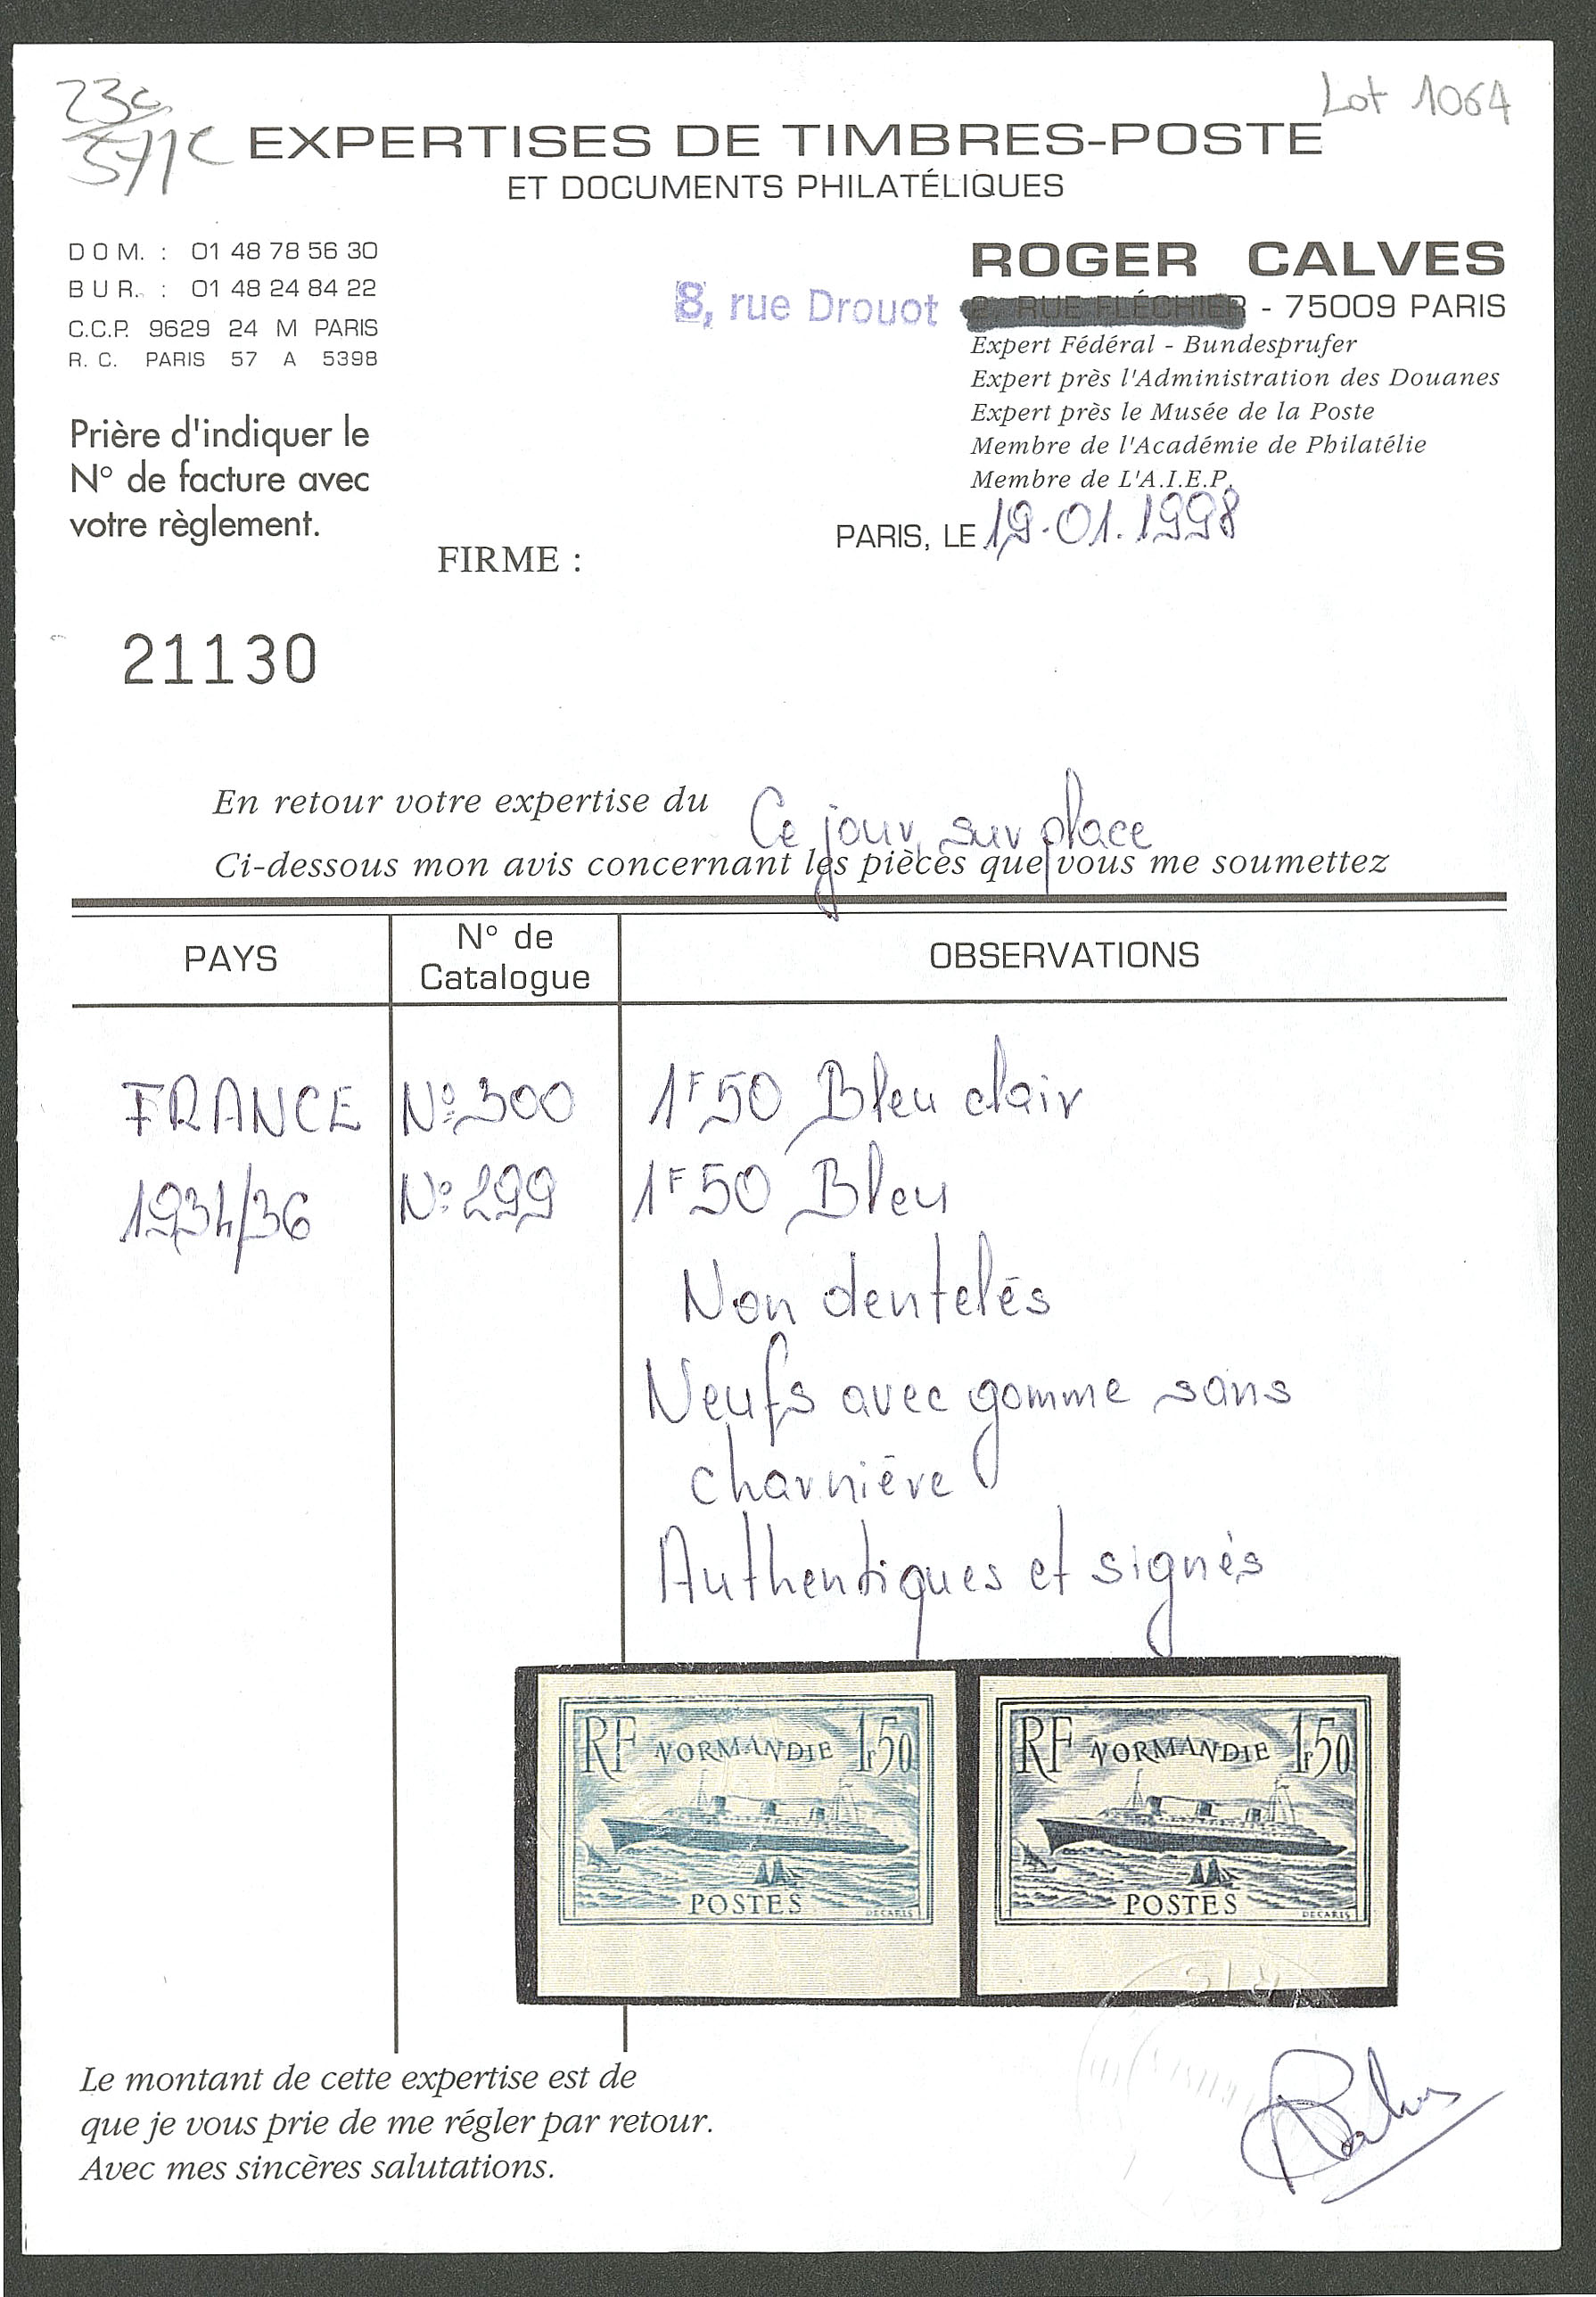 Lot 1064
23c
571c
EXPERTISES DE TIMBRES-POSTE
ET DOCUMENTS PHILATÉLIQUES
DOM. : 01 48 78 56 30
BUR. : 01 48 24 84 22
C.C.P. 9629 24 M PARIS
R. C. PARIS 57 A 5398
Prière d'indiquer le
N° de facture avec
votre règlement.
ROGER CALVES
8, rue Drouot 2, RUE FLÉCHIER - 75009 PARIS
Expert Fédéral - Bundesprufer
Expert près l'Administration des Douanes
Expert près le Musée de la Poste
Membre de l'Académie de Philatélie
Membre de L'A.I.E.P.
PARIS, LE 19.01.1998
FIRME :
21130
En retour votre expertise du Ce jour, sur place
Ci-dessous mon avis concernant les pièces que vous me soumettez
PAYS N° de Catalogue OBSERVATIONS
FRANCE N°300 1F50 Bleu clair
1934/36 N°299 1F50 Bleu
Non dentelés
Neufs avec gomme sans
charnière
Authentiques et signés
RF NORMANDIE 1F50
POSTES
DECARIS
RF NORMANDIE 1F50
POSTES
DECARIS
Le montant de cette expertise est de
que je vous prie de me régler par retour.
Avec mes sincères salutations.
Calves